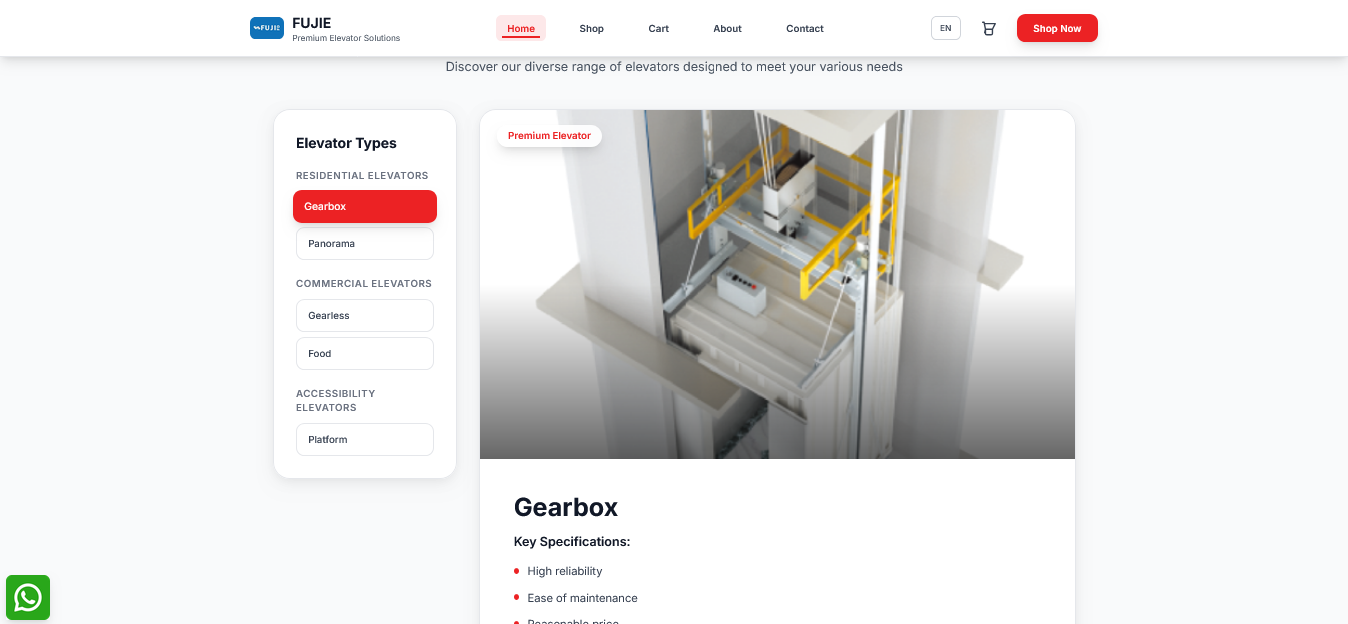 FUJIE
FUJIE
Premium Elevator Solutions
Home
Shop
Cart
About
Contact
EN
Shop Now
Discover our diverse range of elevators designed to meet your various needs
Elevator Types
RESIDENTIAL ELEVATORS
Gearbox
Panorama
COMMERCIAL ELEVATORS
Gearless
Food
ACCESSIBILITY
ELEVATORS
Platform
Premium Elevator
Gearbox
Key Specifications:
High reliability
Ease of maintenance
Reasonable price